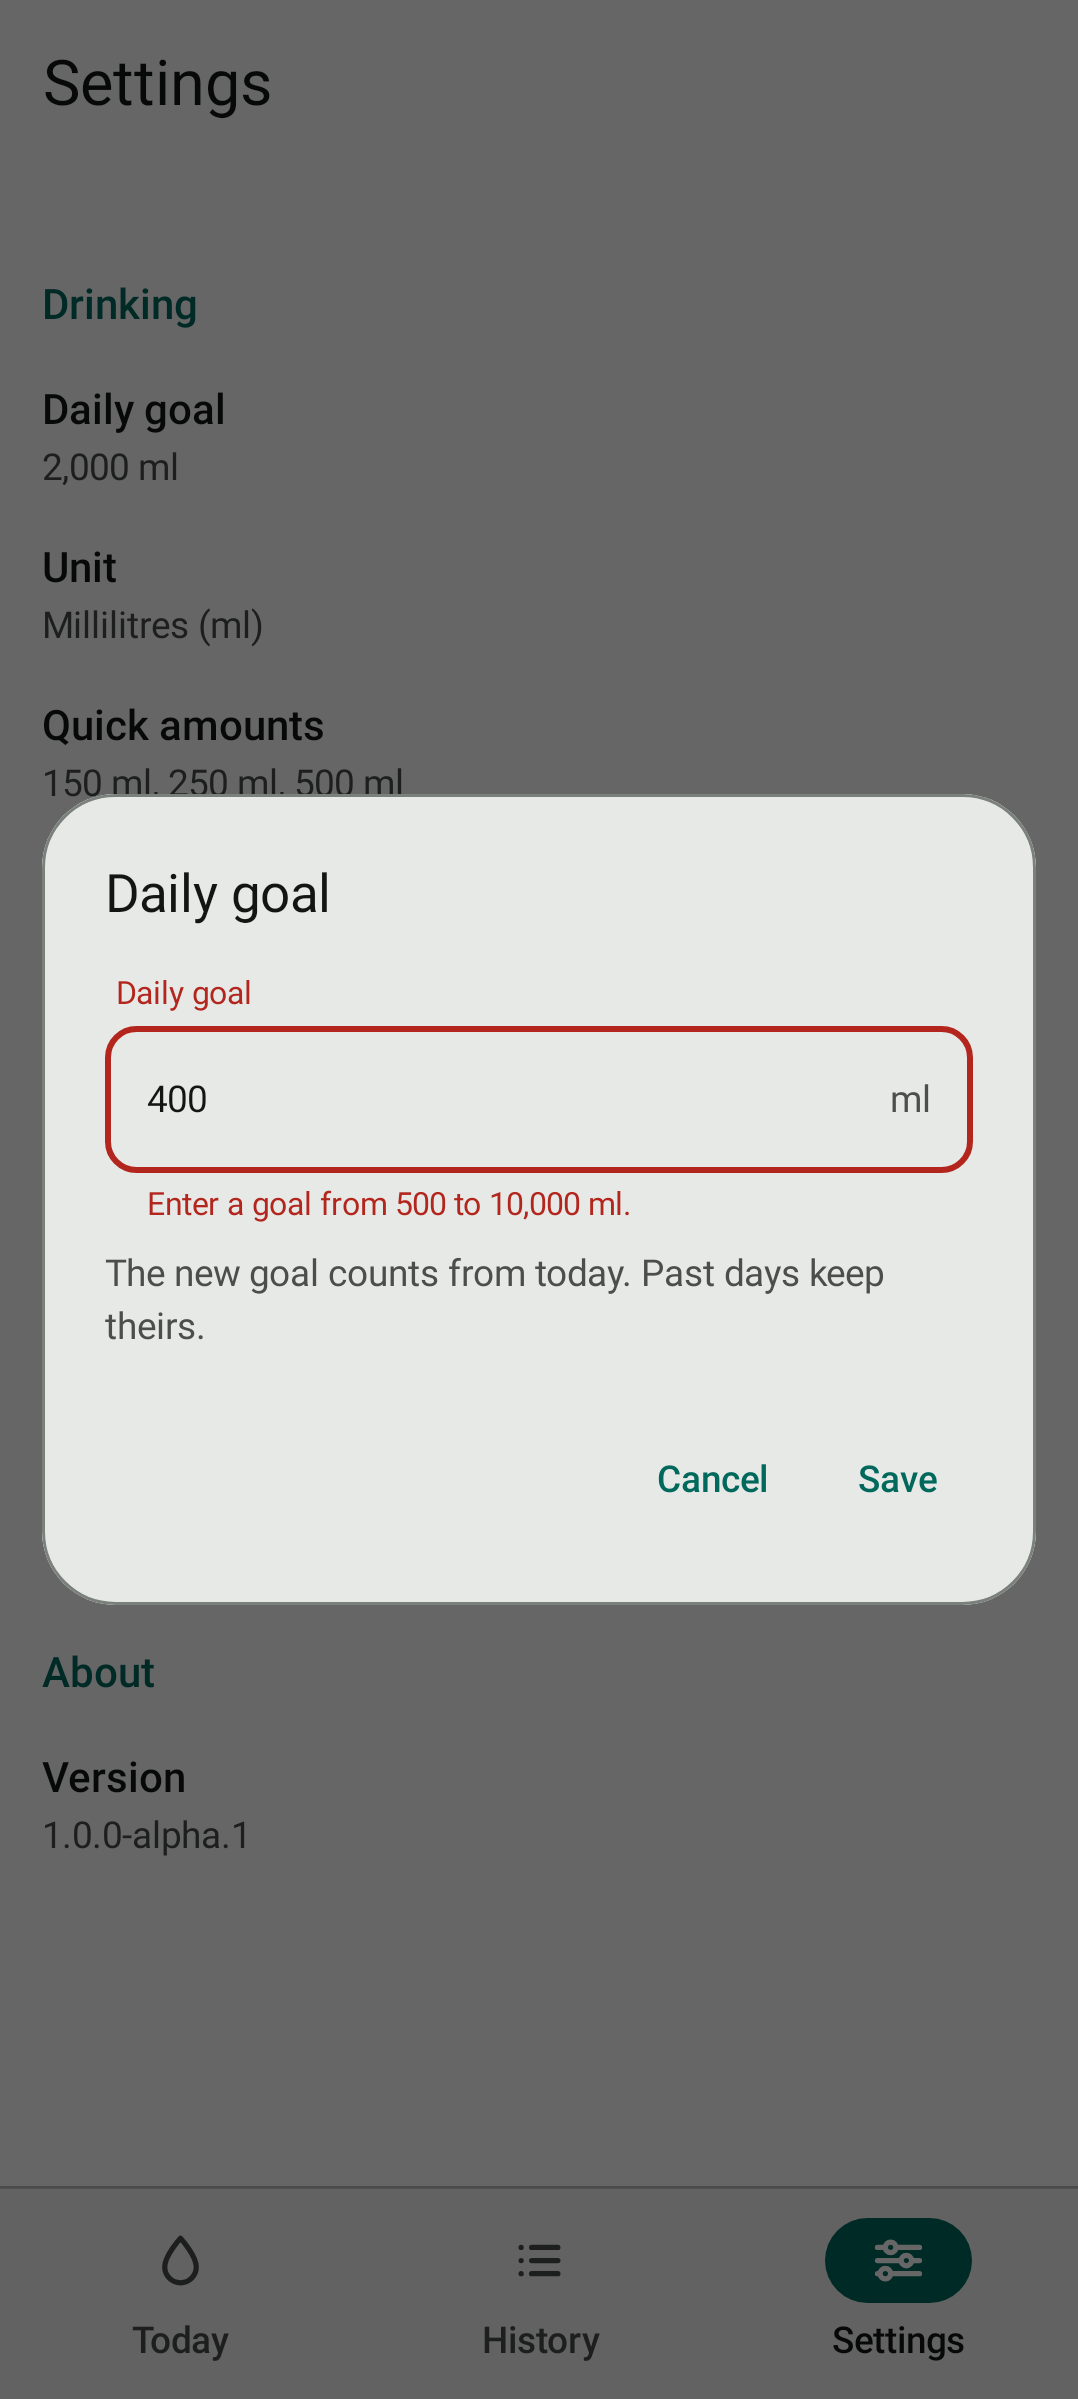 Settings
Drinking
Daily goal
2,000 ml
Unit
Millilitres (ml)
Quick amounts
150 ml, 250 ml, 500 ml
Daily goal
Daily goal
400 ml
Enter a goal from 500 to 10,000 ml.
The new goal counts from today. Past days keep
theirs.
Cancel Save
About
Version
1.0.0-alpha.1
Today History Settings